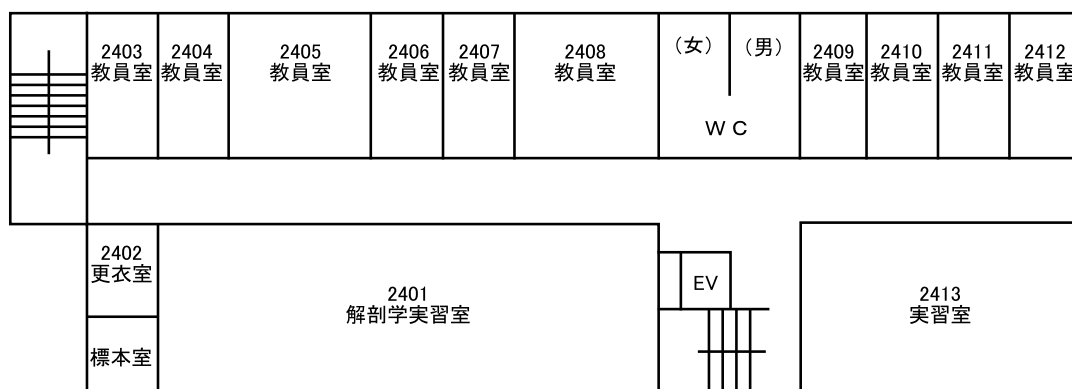 2403
教員室
2404
教員室
2405
教員室
2406
教員室
2407
教員室
2408
教員室
（女）
（男）
ＷＣ
2409
教員室
2410
教員室
2411
教員室
2412
教員室
2402
更衣室
標本室
2401
解剖学実習室
EV
2413
実習室